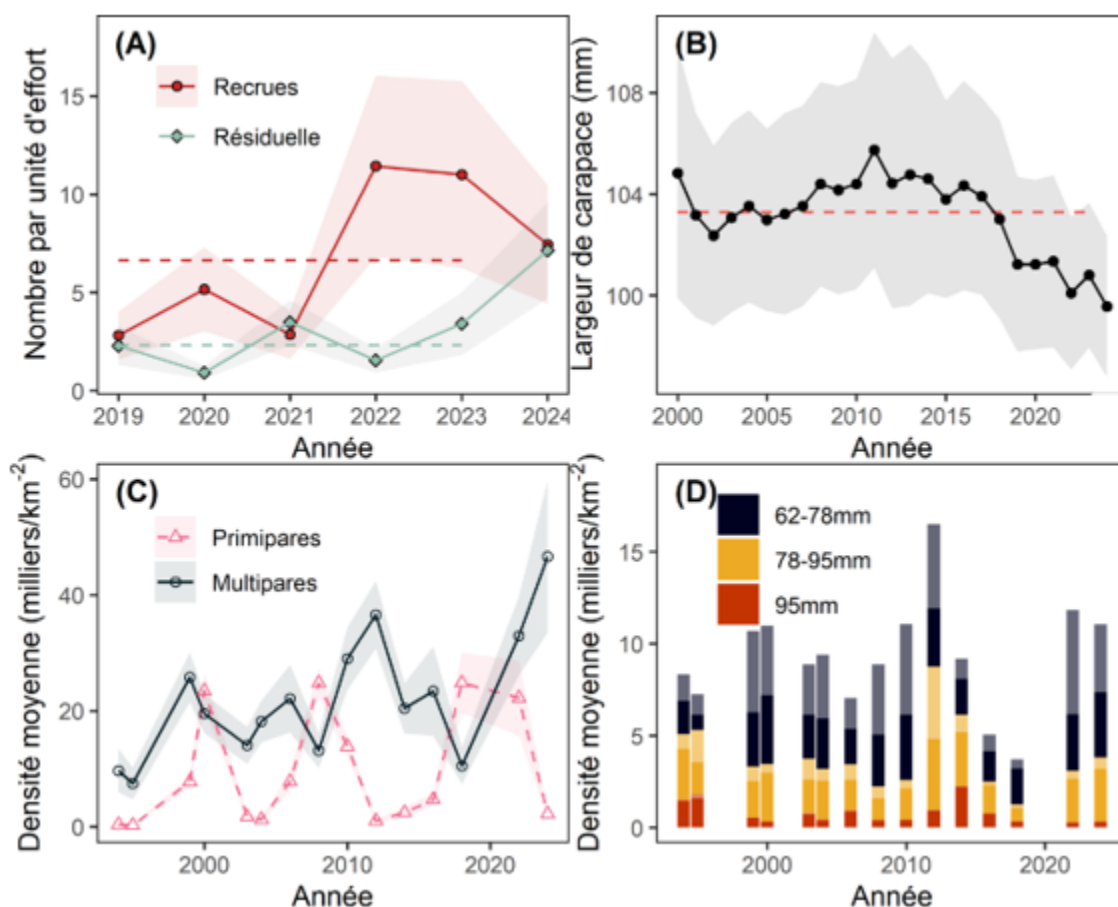 (A)
Nombre par unité d'effort
15
10
5
0
Recrues
Résiduelle
2019 2020 2021 2022 2023 2024
Année
(B)
Largeur de carapace (mm)
108
104
100
2000 2005 2010 2015 2020
Année
(C)
Densité moyenne (milliers/km⁻²)
60
40
20
0
Primipares
Multipares
2000 2010 2020
Année
(D)
Densité moyenne (milliers/km⁻²)
15
10
5
0
62-78mm
78-95mm
95mm
2000 2010 2020
Année